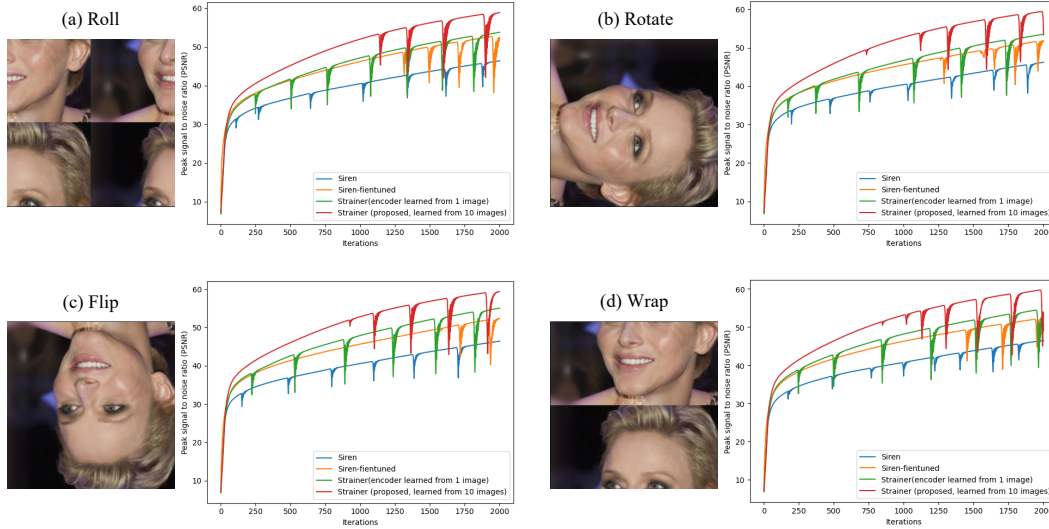 (a) Roll
60
50
40
30
20
10
Peak signal to noise ratio (PSNR)
0 250 500 750 1000 1250 1500 1750 2000
Iterations
Siren
Siren-fientuned
Strainer(encoder learned from 1 image)
Strainer (proposed, learned from 10 images)
(b) Rotate
60
50
40
30
20
10
Peak signal to noise ratio (PSNR)
0 250 500 750 1000 1250 1500 1750 2000
Iterations
Siren
Siren-fientuned
Strainer(encoder learned from 1 image)
Strainer (proposed, learned from 10 images)
(c) Flip
60
50
40
30
20
10
Peak signal to noise ratio (PSNR)
0 250 500 750 1000 1250 1500 1750 2000
Iterations
Siren
Siren-fientuned
Strainer(encoder learned from 1 image)
Strainer (proposed, learned from 10 images)
(d) Wrap
60
50
40
30
20
10
Peak signal to noise ratio (PSNR)
0 250 500 750 1000 1250 1500 1750 2000
Iterations
Siren
Siren-fientuned
Strainer(encoder learned from 1 image)
Strainer (proposed, learned from 10 images)